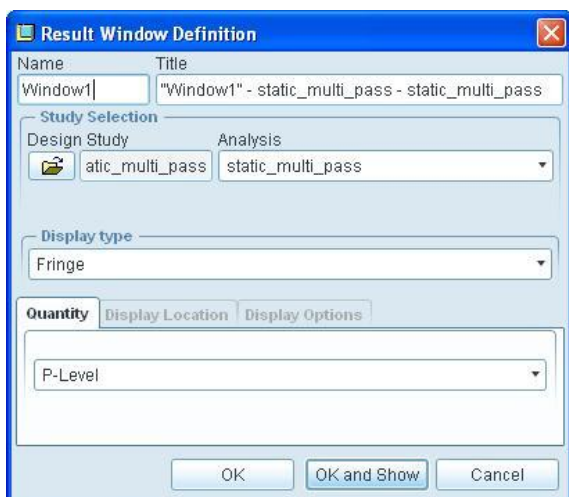 Result Window Definition
Name Title
Window1 "Window1" - static_multi_pass - static_multi_pass
Study Selection
Design Study Analysis
atic_multi_pass static_multi_pass
Display type
Fringe
Quantity Display Location Display Options
P-Level
OK OK and Show Cancel